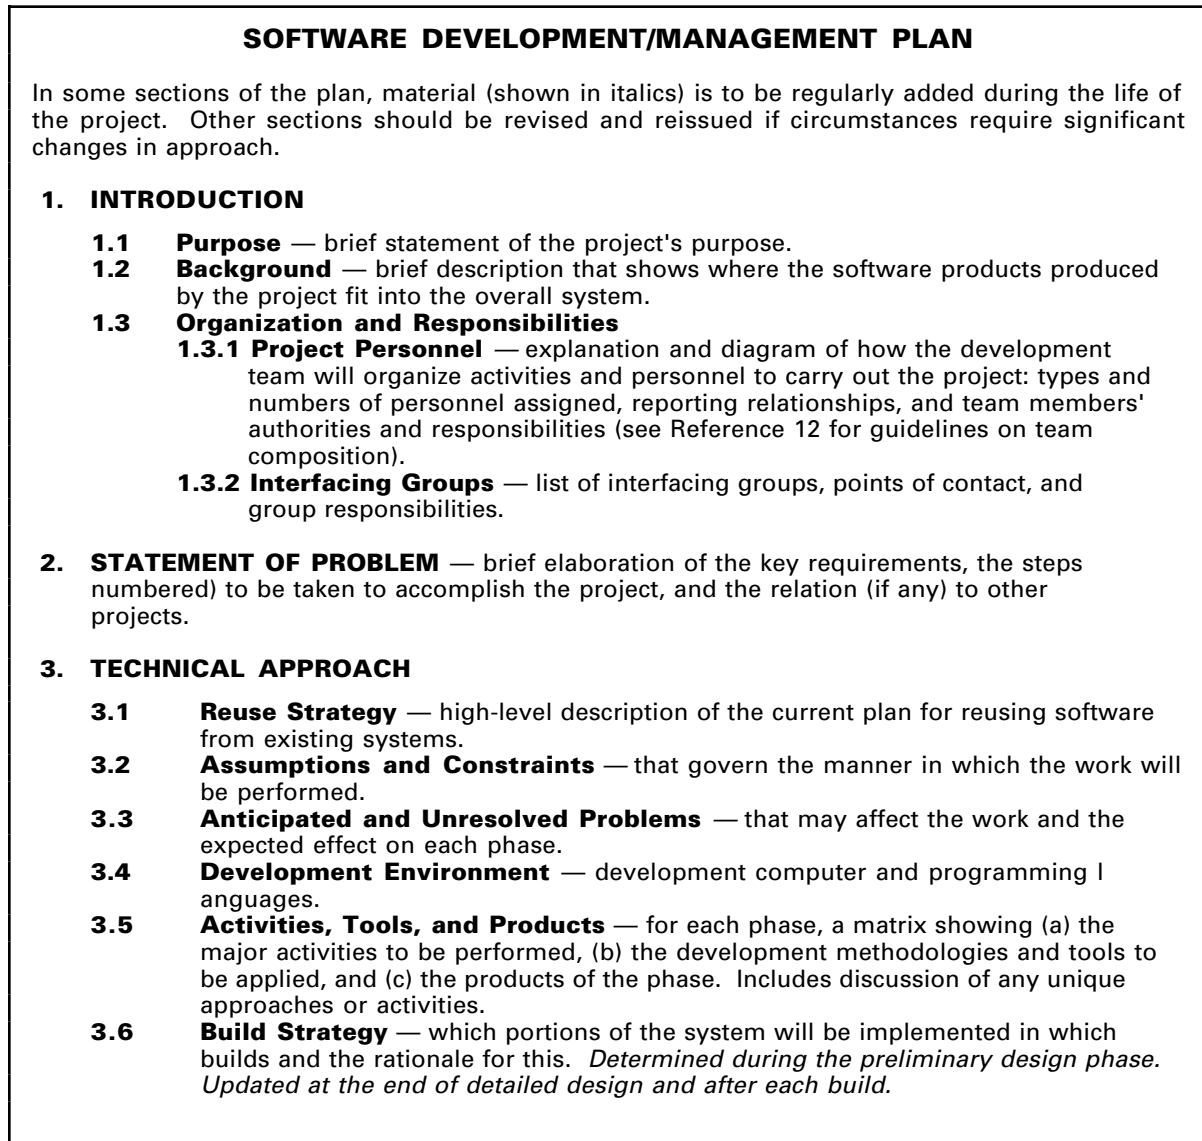 SOFTWARE DEVELOPMENT/MANAGEMENT PLAN
In some sections of the plan, material (shown in italics) is to be regularly added during the life of
the project. Other sections should be revised and reissued if circumstances require significant
changes in approach.
1. INTRODUCTION
1.1 Purpose — brief statement of the project's purpose.
1.2 Background — brief description that shows where the software products produced
by the project fit into the overall system.
1.3 Organization and Responsibilities
1.3.1 Project Personnel — explanation and diagram of how the development
team will organize activities and personnel to carry out the project: types and
numbers of personnel assigned, reporting relationships, and team members'
authorities and responsibilities (see Reference 12 for guidelines on team
composition).
1.3.2 Interfacing Groups — list of interfacing groups, points of contact, and
group responsibilities.
2. STATEMENT OF PROBLEM — brief elaboration of the key requirements, the steps
numbered) to be taken to accomplish the project, and the relation (if any) to other
projects.
3. TECHNICAL APPROACH
3.1 Reuse Strategy — high-level description of the current plan for reusing software
from existing systems.
3.2 Assumptions and Constraints — that govern the manner in which the work will
be performed.
3.3 Anticipated and Unresolved Problems — that may affect the work and the
expected effect on each phase.
3.4 Development Environment — development computer and programming l
anguages.
3.5 Activities, Tools, and Products — for each phase, a matrix showing (a) the
major activities to be performed, (b) the development methodologies and tools to
be applied, and (c) the products of the phase. Includes discussion of any unique
approaches or activities.
3.6 Build Strategy — which portions of the system will be implemented in which
builds and the rationale for this. Determined during the preliminary design phase.
Updated at the end of detailed design and after each build.